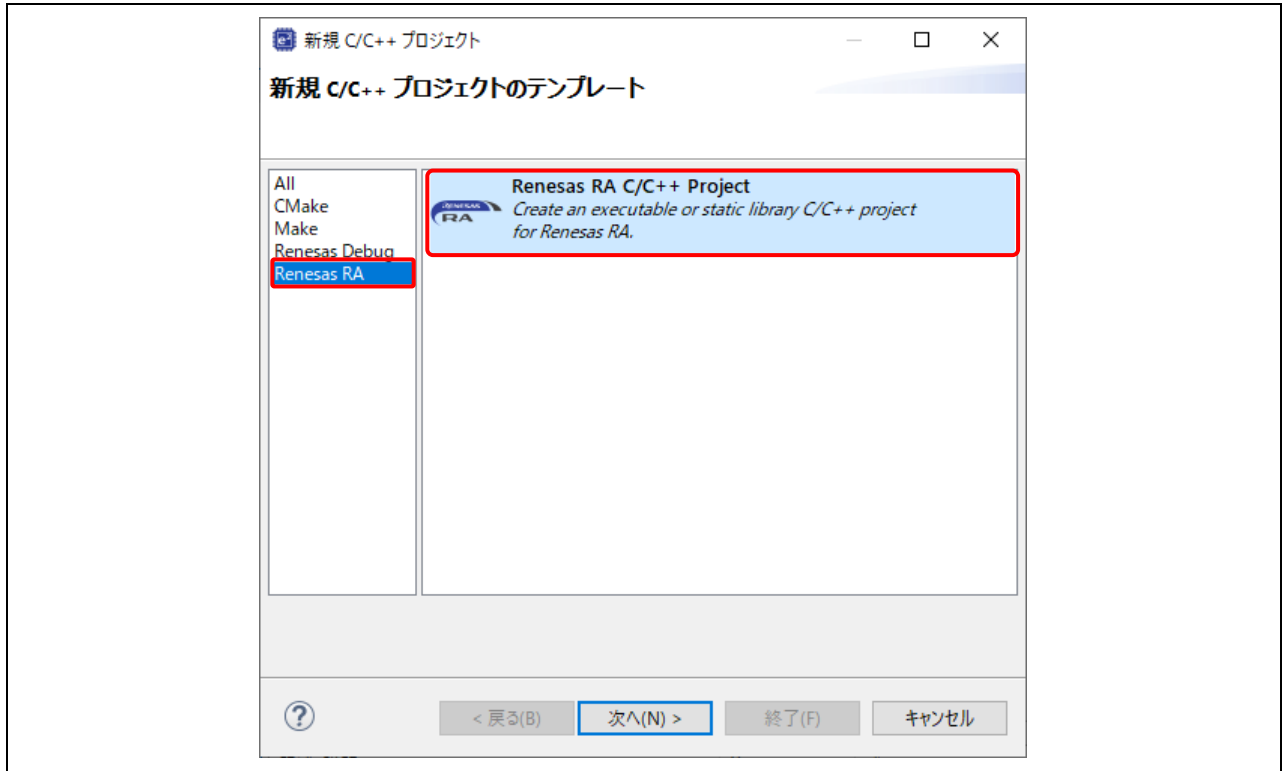 新規 C/C++ プロジェクト
新規 C/C++ プロジェクトのテンプレート
All
CMake
Make
Renesas Debug
Renesas RA
RENESAS
RA
Renesas RA C/C++ Project
Create an executable or static library C/C++ project
for Renesas RA.
?
< 戻る(B)
次へ(N) >
終了(F)
キャンセル